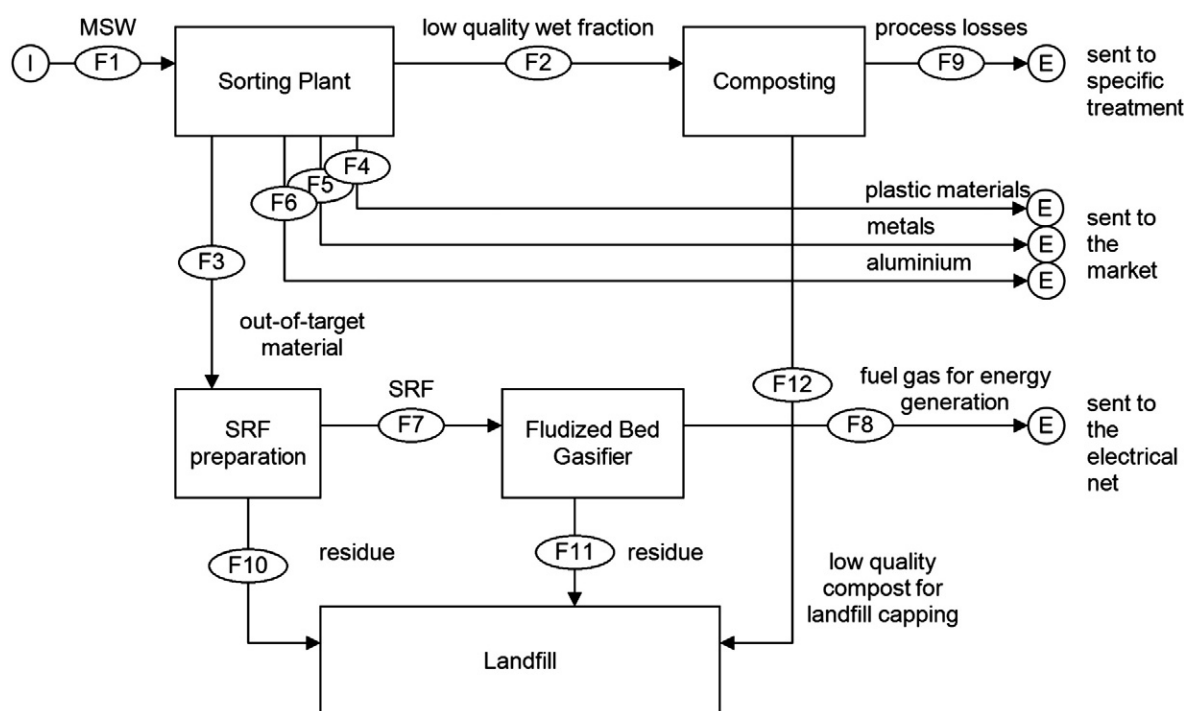 MSW
I
F1
Sorting Plant
low quality wet fraction
F2
Composting
process losses
F9
E
sent to
specific
treatment
F4
F5
F6
plastic materials
E
metals
E
aluminium
E
sent to
the
market
F3
out-of-target
material
F12
SRF
preparation
SRF
F7
Fludized Bed
Gasifier
fuel gas for energy
generation
F8
E
sent to
the
electrical
net
F10
residue
F11
residue
low quality
compost for
landfill capping
Landfill